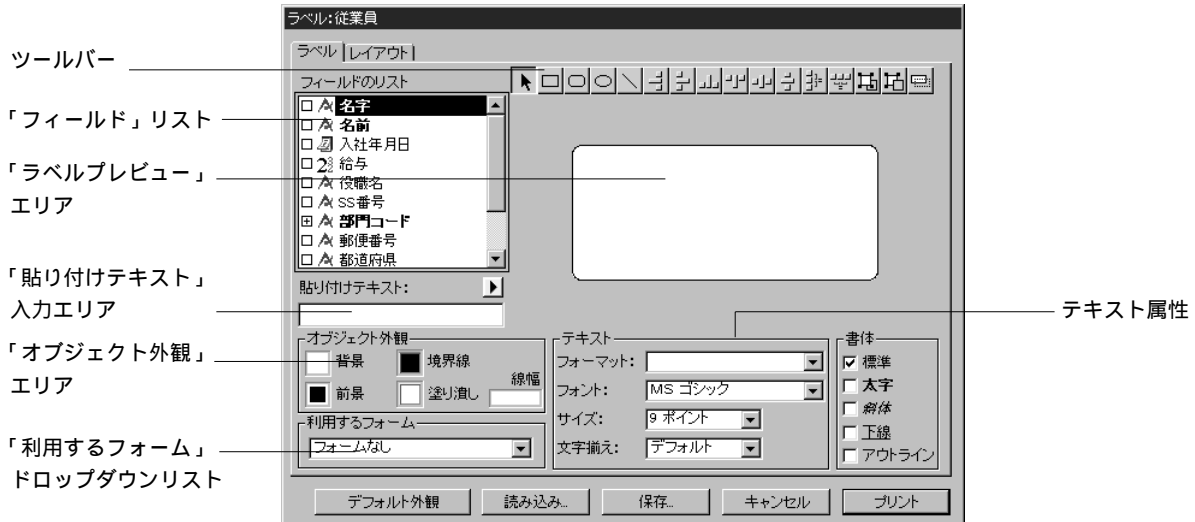 ラベル:従業員
ラベル
レイアウト
ツールバー
フィールドのリスト
「フィールド」リスト
名字
名前
入社年月日
給与
役職名
SS番号
部門コード
郵便番号
都道府県
「ラベルプレビュー」
エリア
「貼り付けテキスト」
入力エリア
貼り付けテキスト:
テキスト属性
「オブジェクト外観」
エリア
オブジェクト外観
背景
境界線
前景
塗り潰し
線幅
テキスト
フォーマット:
フォント:
MS ゴシック
サイズ:
9 ポイント
文字揃え:
デフォルト
書体
標準
太字
斜体
下線
アウトライン
「利用するフォーム」
ドロップダウンリスト
利用するフォーム
フォームなし
デフォルト外観
読み込み...
保存...
キャンセル
プリント